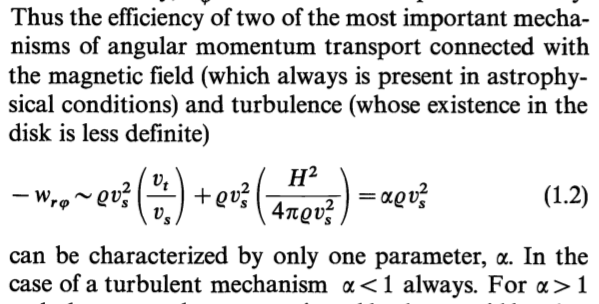 Thus the efficiency of two of the most important mecha-
nisms of angular momentum transport connected with
the magnetic field (which always is present in astrophy-
sical conditions) and turbulence (whose existence in the
disk is less definite)
− w_{rφ} ~ ϱv_s^2 (v_t / v_s) + ϱv_s^2 (H^2 / 4πϱv_s^2) = αϱv_s^2 (1.2)
can be characterized by only one parameter, α. In the
case of a turbulent mechanism α < 1 always. For α > 1